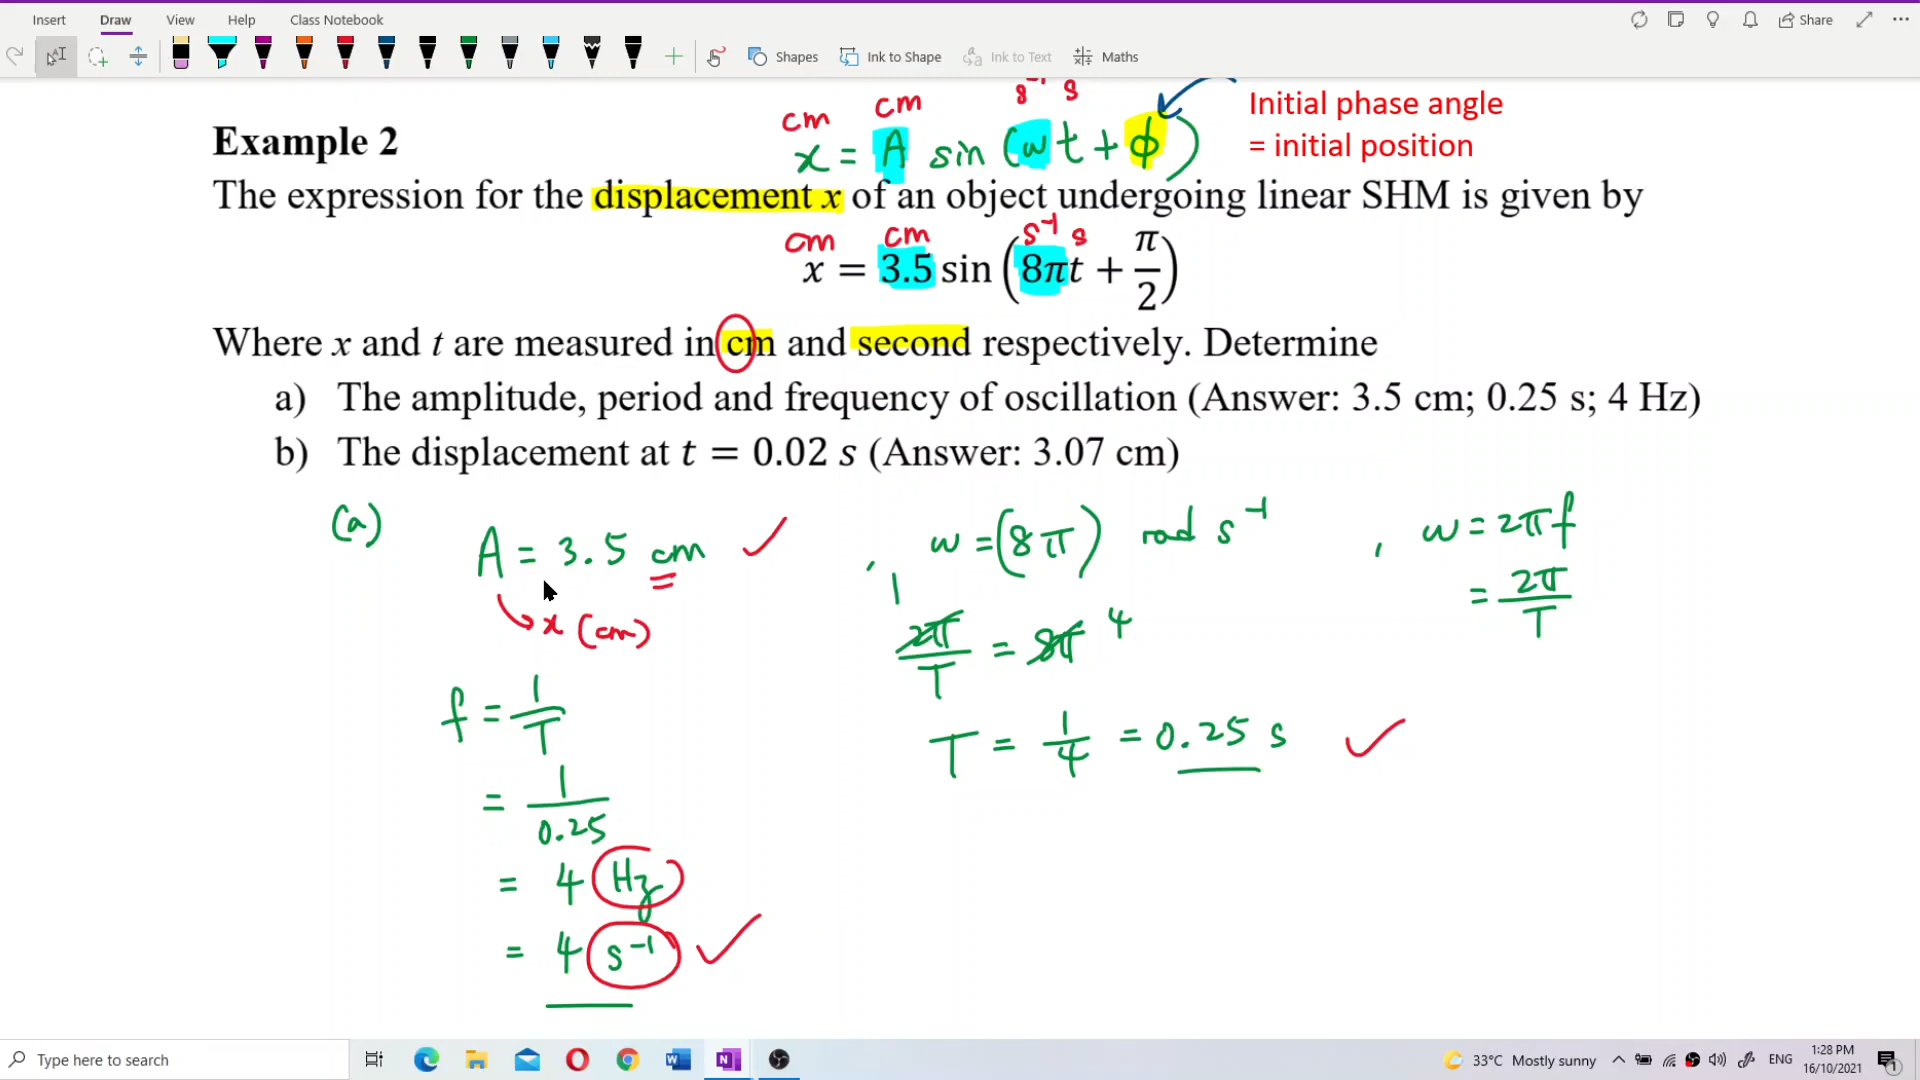 Insert Draw View Help Class Notebook Share
Shapes Ink to Shape Ink to Text Maths
cm cm s⁻¹ s
x = A sin (ωt + ϕ)
Initial phase angle
= initial position
Example 2
The expression for the displacement x of an object undergoing linear SHM is given by
cm cm s⁻¹ s
x = 3.5 sin (8πt + π/2)
Where x and t are measured in cm and second respectively. Determine
a) The amplitude, period and frequency of oscillation (Answer: 3.5 cm; 0.25 s; 4 Hz)
b) The displacement at t = 0.02 s (Answer: 3.07 cm)
(a) A = 3.5 cm , ω = (8π) rad s⁻¹ , ω = 2πf
= 2π/T
x (cm)
1
2π/T = 8π 4
f = 1/T
T = 1/4 = 0.25 s
= 1/0.25
= 4 Hz
= 4 s⁻¹
Type here to search 33°C Mostly sunny ENG 1:28 PM
16/10/2021 1